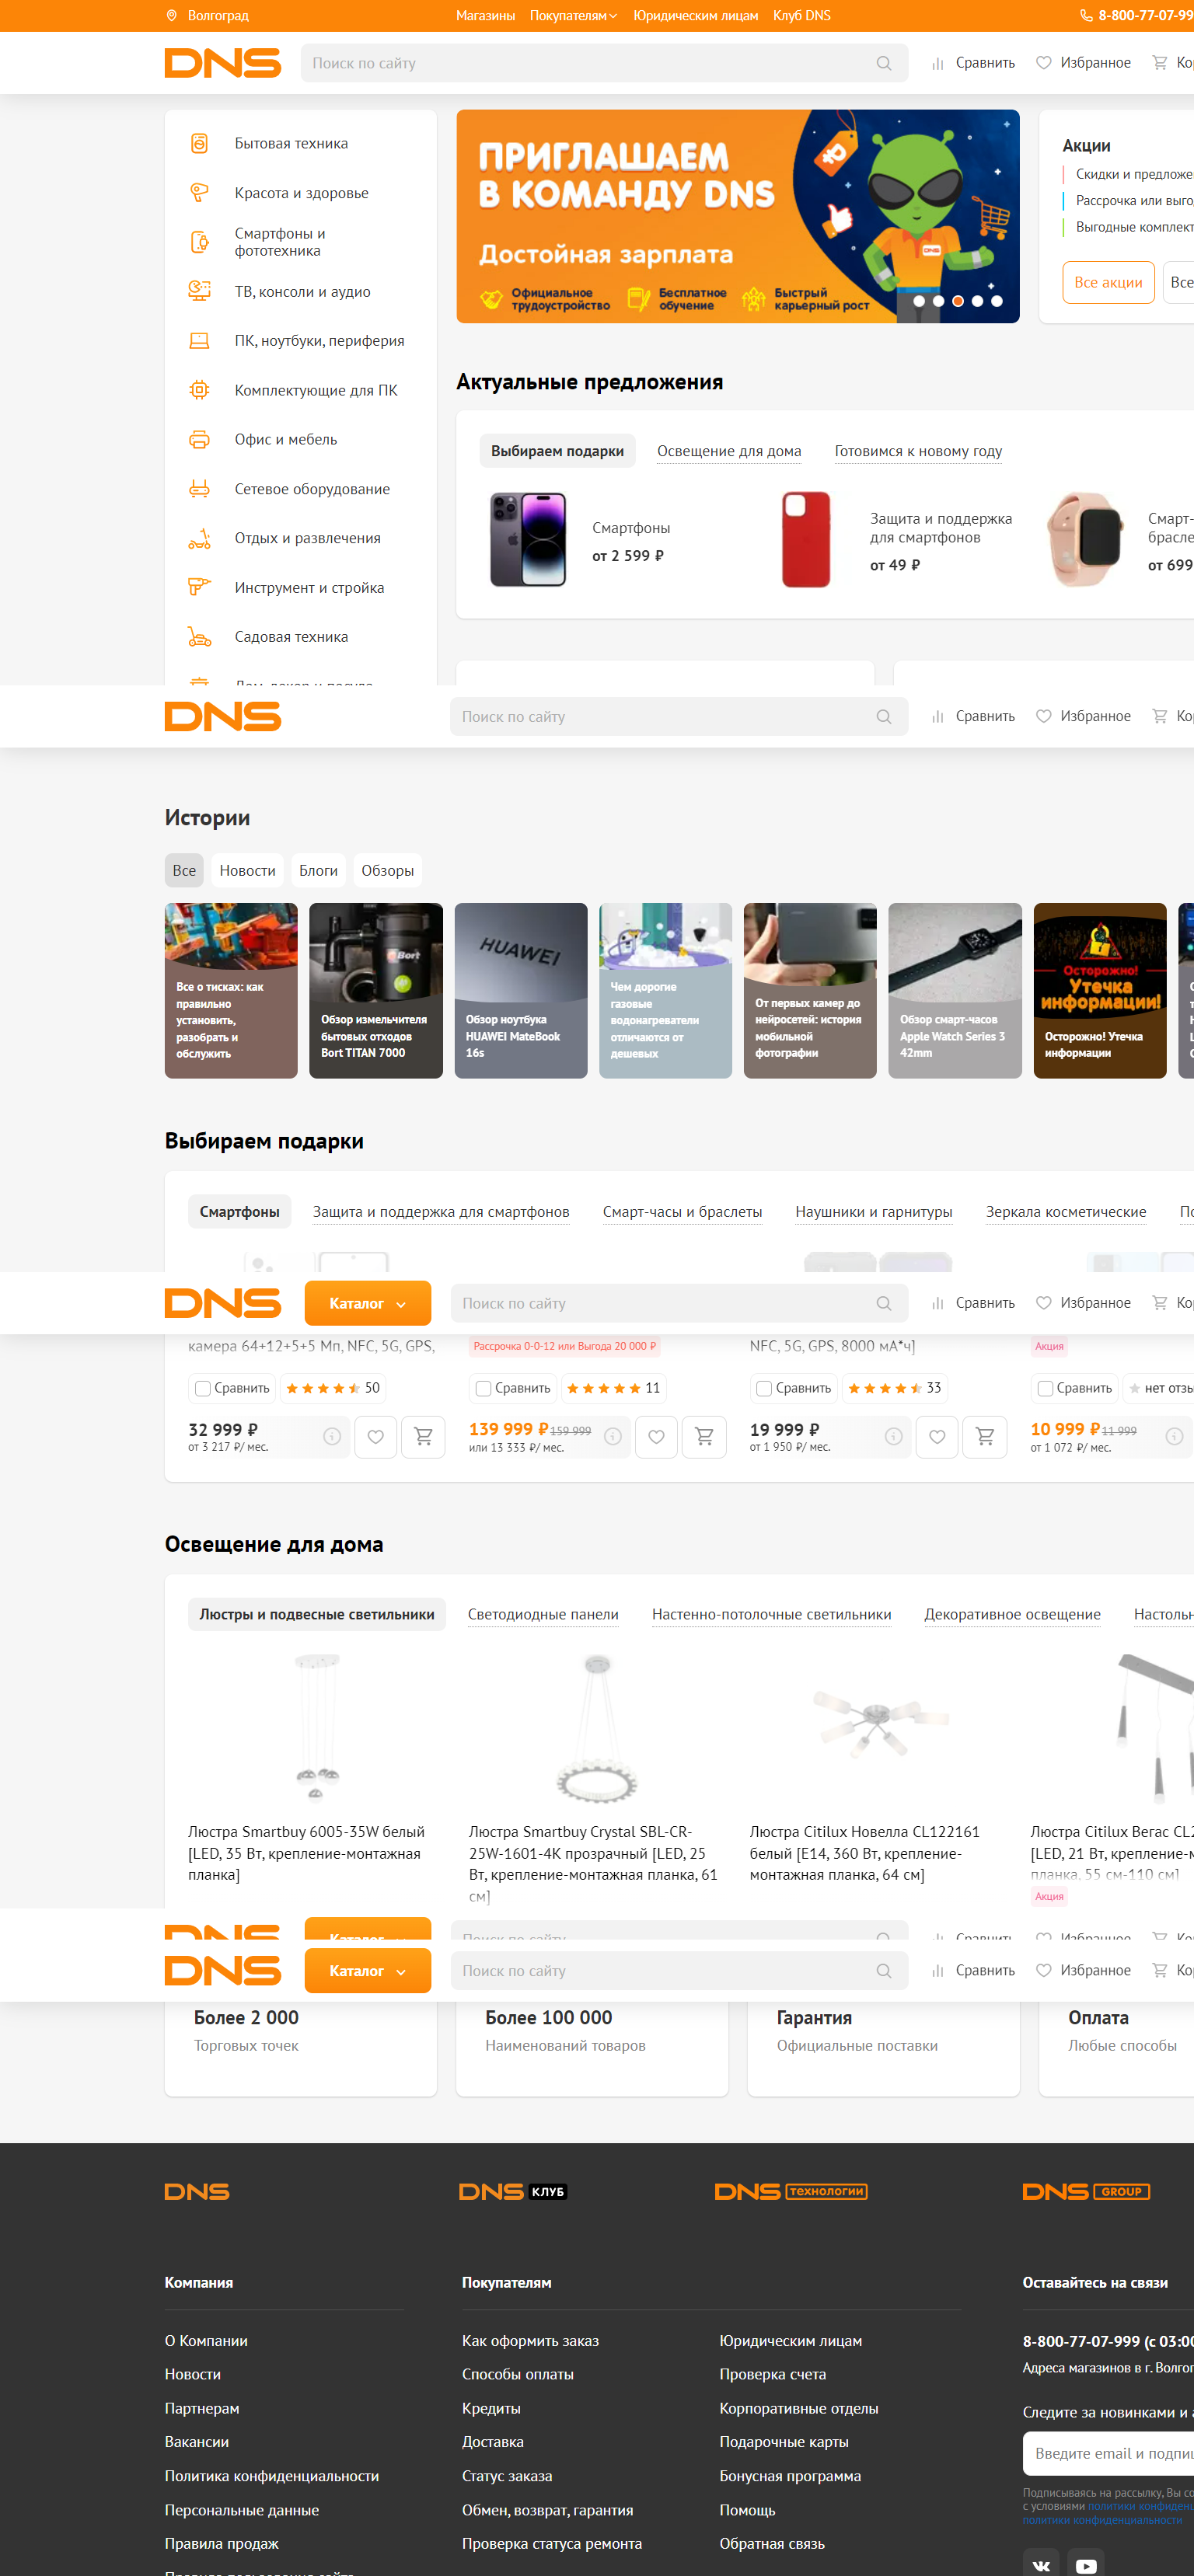 Волгоград
Магазины Покупателям Юридическим лицам Клуб DNS
8-800-77-07-99
DNS
Поиск по сайту
Сравнить Избранное
Бытовая техника
Красота и здоровье
Смартфоны и
фототехника
ТВ, консоли и аудио
ПК, ноутбуки, периферия
Комплектующие для ПК
Офис и мебель
Сетевое оборудование
Отдых и развлечения
Инструмент и стройка
Садовая техника
ПРИГЛАШАЕМ
В КОМАНДУ DNS
Достойная зарплата
Официальное
трудоустройство
Бесплатное
обучение
Быстрый
карьерный рост
DNS
Акции
Скидки и предложе
Рассрочка или выго
Выгодные комплект
Все акции Все
Актуальные предложения
Выбираем подарки Освещение для дома Готовимся к новому году
Смартфоны
от 2 599 ₽
Защита и поддержка
для смартфонов
от 49 ₽
Смарт-
брасле
от 699
DNS
Поиск по сайту
Сравнить Избранное
Истории
Все Новости Блоги Обзоры
Все о тисках: как
правильно
установить,
разобрать и
обслужить
Bort
Обзор измельчителя
бытовых отходов
Bort TITAN 7000
HUAWEI
Обзор ноутбука
HUAWEI MateBook
16s
Чем дорогие
газовые
водонагреватели
отличаются от
дешевых
От первых камер до
нейросетей: история
мобильной
фотографии
Обзор смарт-часов
Apple Watch Series 3
42mm
Осторожно!
Утечка
информации!
Осторожно! Утечка
информации
Выбираем подарки
Смартфоны Защита и поддержка для смартфонов Смарт-часы и браслеты Наушники и гарнитуры Зеркала косметические
DNS
Каталог
Поиск по сайту
Сравнить Избранное
камера 64+12+5+5 Мп, NFC, 5G, GPS,
Рассрочка 0-0-12 или Выгода 20 000 ₽
NFC, 5G, GPS, 8000 мА*ч]
Акция
Сравнить 50
Сравнить 11
Сравнить 33
Сравнить нет отзы
32 999 ₽
от 3 217 ₽/ мес.
139 999 ₽ 159 999
или 13 333 ₽/ мес.
19 999 ₽
от 1 950 ₽/ мес.
10 999 ₽ 11 999
от 1 072 ₽/ мес.
Освещение для дома
Люстры и подвесные светильники Светодиодные панели Настенно-потолочные светильники Декоративное освещение Настольн
Люстра Smartbuy 6005-35W белый
[LED, 35 Вт, крепление-монтажная
планка]
Люстра Smartbuy Crystal SBL-CR-
25W-1601-4K прозрачный [LED, 25
Вт, крепление-монтажная планка, 61
см]
Люстра Citilux Новелла CL122161
белый [E14, 360 Вт, крепление-
монтажная планка, 64 см]
Люстра Citilux Вегас CL2
[LED, 21 Вт, крепление-м
планка, 55 см-110 см]
Акция
DNS
Каталог
Поиск по сайту
Сравнить Избранное
DNS
Каталог
Поиск по сайту
Сравнить Избранное
Более 2 000
Торговых точек
Более 100 000
Наименований товаров
Гарантия
Официальные поставки
Оплата
Любые способы
DNS
DNS КЛУБ
DNS ТЕХНОЛОГИИ
DNS GROUP
Компания
О Компании
Новости
Партнерам
Вакансии
Политика конфиденциальности
Персональные данные
Правила продаж
Покупателям
Как оформить заказ
Способы оплаты
Кредиты
Доставка
Статус заказа
Обмен, возврат, гарантия
Проверка статуса ремонта
Юридическим лицам
Проверка счета
Корпоративные отделы
Подарочные карты
Бонусная программа
Помощь
Обратная связь
Оставайтесь на связи
8-800-77-07-999 (с 03:00
Адреса магазинов в г. Волгог
Следите за новинками и а
Введите email и подпиш
Подписываясь на рассылку, Вы со
с условиями политики конфиденц
политики конфиденциальности